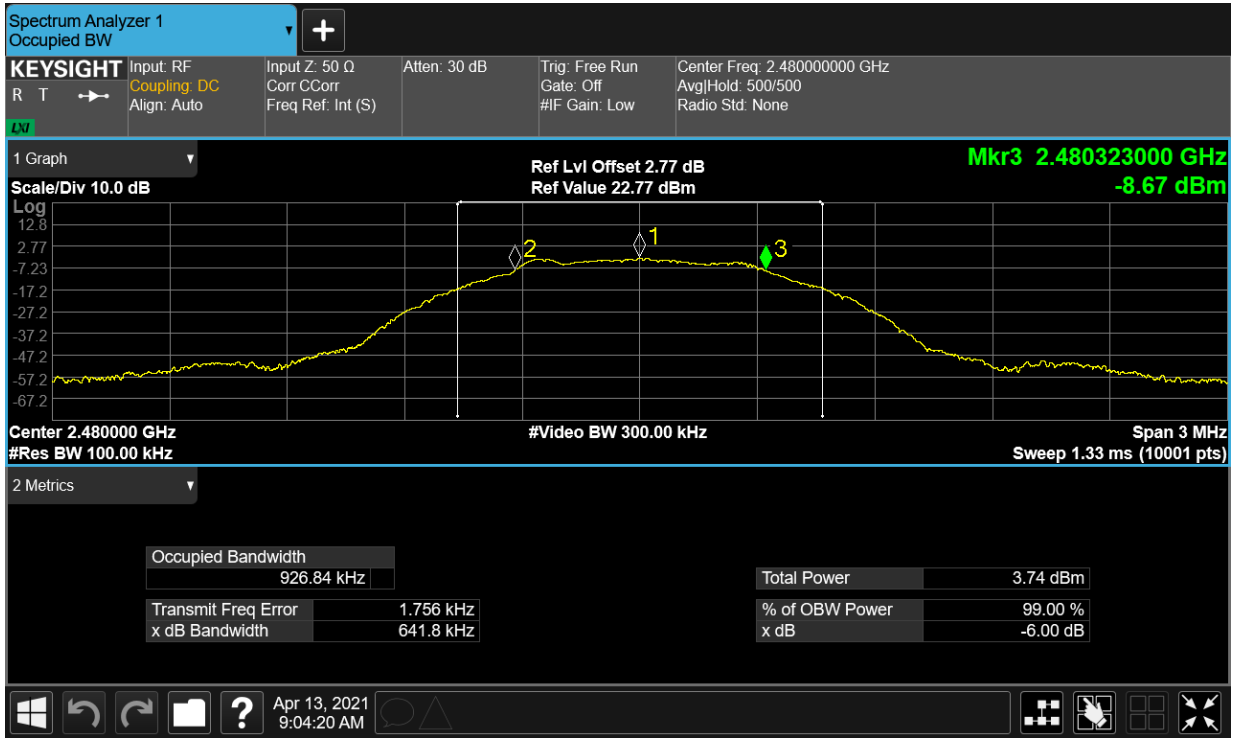 Spectrum Analyzer 1
Occupied BW
KEYSIGHT
R T
LXI
Input: RF
Coupling: DC
Align: Auto
Input Z: 50 Ω
Corr CCorr
Freq Ref: Int (S)
Atten: 30 dB
Trig: Free Run
Gate: Off
#IF Gain: Low
Center Freq: 2.480000000 GHz
Avg|Hold: 500/500
Radio Std: None
1 Graph
Scale/Div 10.0 dB
Ref Lvl Offset 2.77 dB
Ref Value 22.77 dBm
Mkr3 2.480323000 GHz
-8.67 dBm
Log
12.8
2.77
-7.23
-17.2
-27.2
-37.2
-47.2
-57.2
-67.2
2
1
3
Center 2.480000 GHz
#Video BW 300.00 kHz
Span 3 MHz
#Res BW 100.00 kHz
Sweep 1.33 ms (10001 pts)
2 Metrics
Occupied Bandwidth
926.84 kHz
Transmit Freq Error 1.756 kHz
x dB Bandwidth 641.8 kHz
Total Power 3.74 dBm
% of OBW Power 99.00 %
x dB -6.00 dB
?
Apr 13, 2021
9:04:20 AM